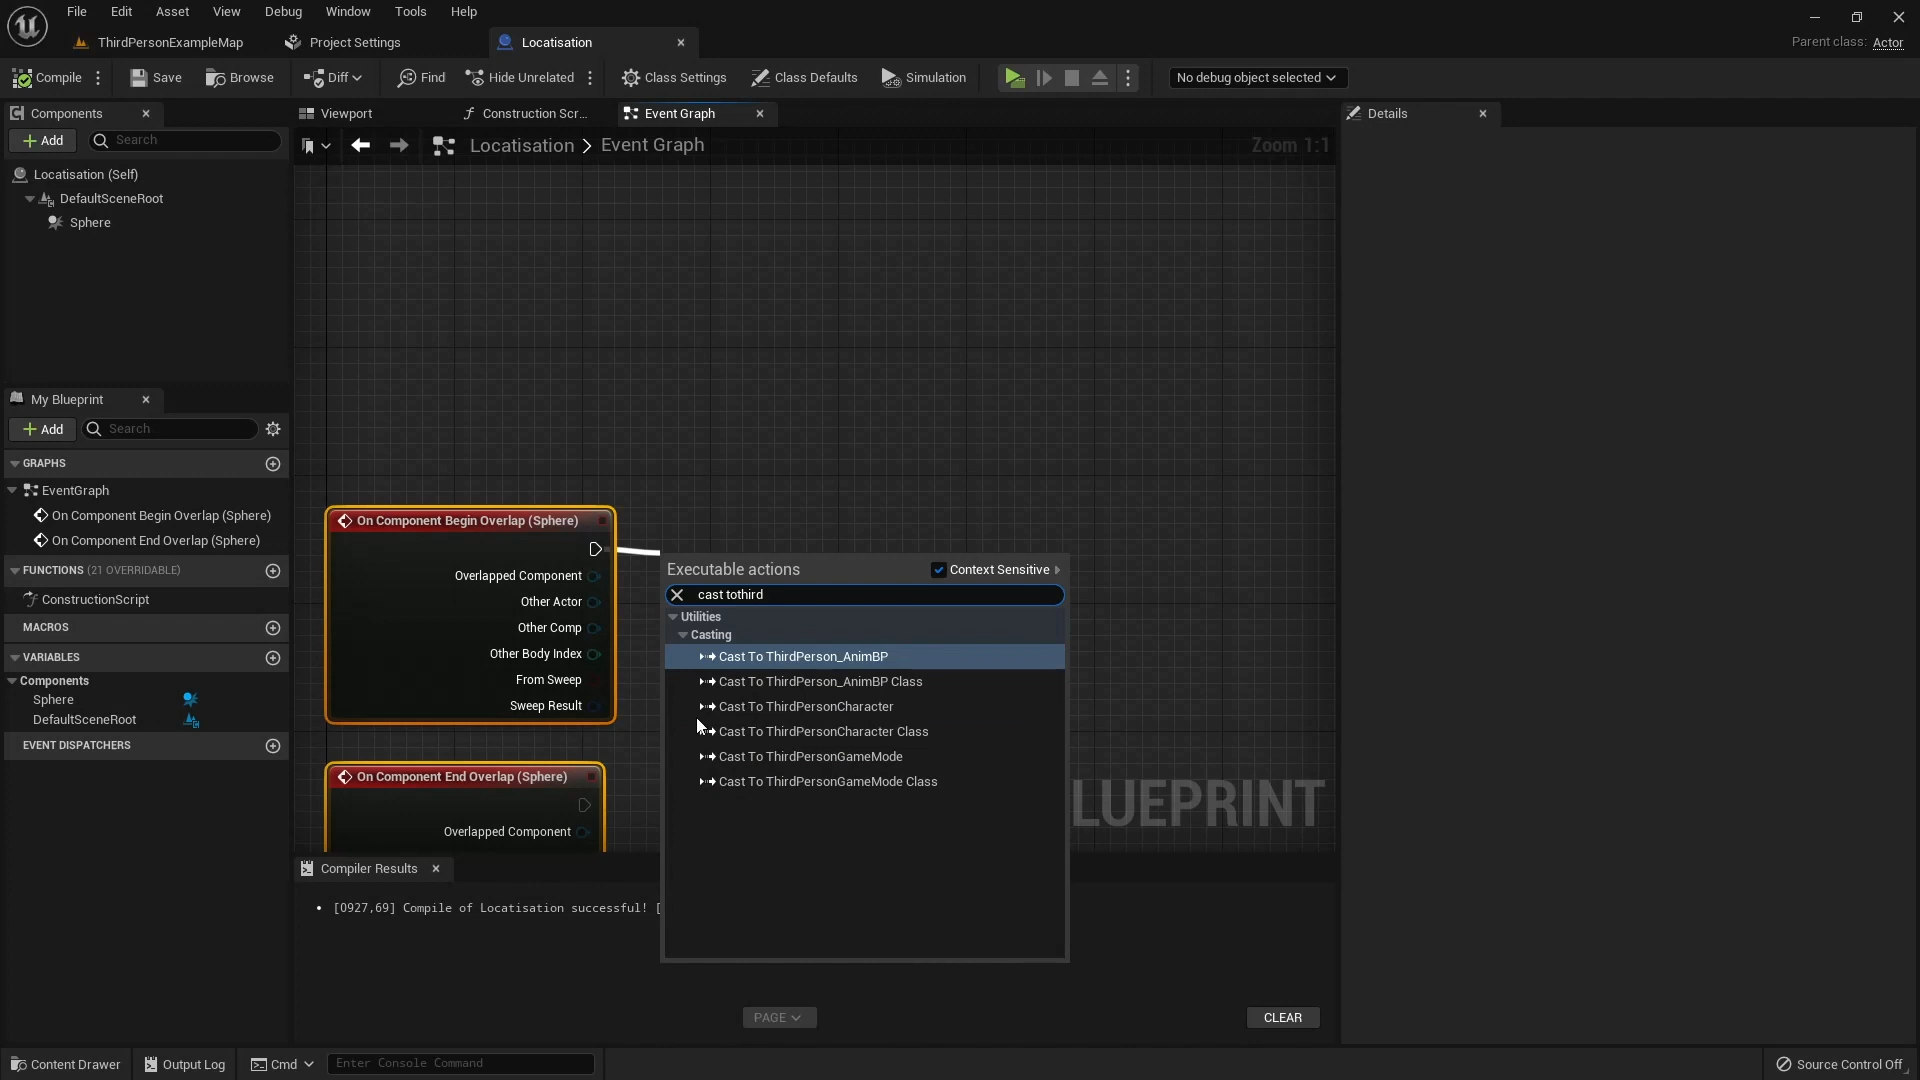 File Edit Asset View Debug Window Tools Help
ThirdPersonExampleMap Project Settings Locatisation Parent class: Actor
Compile Save Browse Diff Find Hide Unrelated Class Settings Class Defaults Simulation No debug object selected
Components Viewport Construction Scr... Event Graph Details
Add Search
Locatisation > Event Graph Zoom 1:1
Locatisation (Self)
DefaultSceneRoot
Sphere
My Blueprint
Add Search
GRAPHS
EventGraph
On Component Begin Overlap (Sphere)
On Component End Overlap (Sphere)
FUNCTIONS (21 OVERRIDABLE)
ConstructionScript
MACROS
VARIABLES
Components
Sphere
DefaultSceneRoot
EVENT DISPATCHERS
On Component Begin Overlap (Sphere)
Overlapped Component
Other Actor
Other Comp
Other Body Index
From Sweep
Sweep Result
On Component End Overlap (Sphere)
Overlapped Component
Executable actions Context Sensitive
cast tothird
Utilities
Casting
Cast To ThirdPerson_AnimBP
Cast To ThirdPerson_AnimBP Class
Cast To ThirdPersonCharacter
Cast To ThirdPersonCharacter Class
Cast To ThirdPersonGameMode
Cast To ThirdPersonGameMode Class
LUEPRINT
Compiler Results
[0927,69] Compile of Locatisation successful! [
PAGE CLEAR
Content Drawer Output Log Cmd Enter Console Command Source Control Off